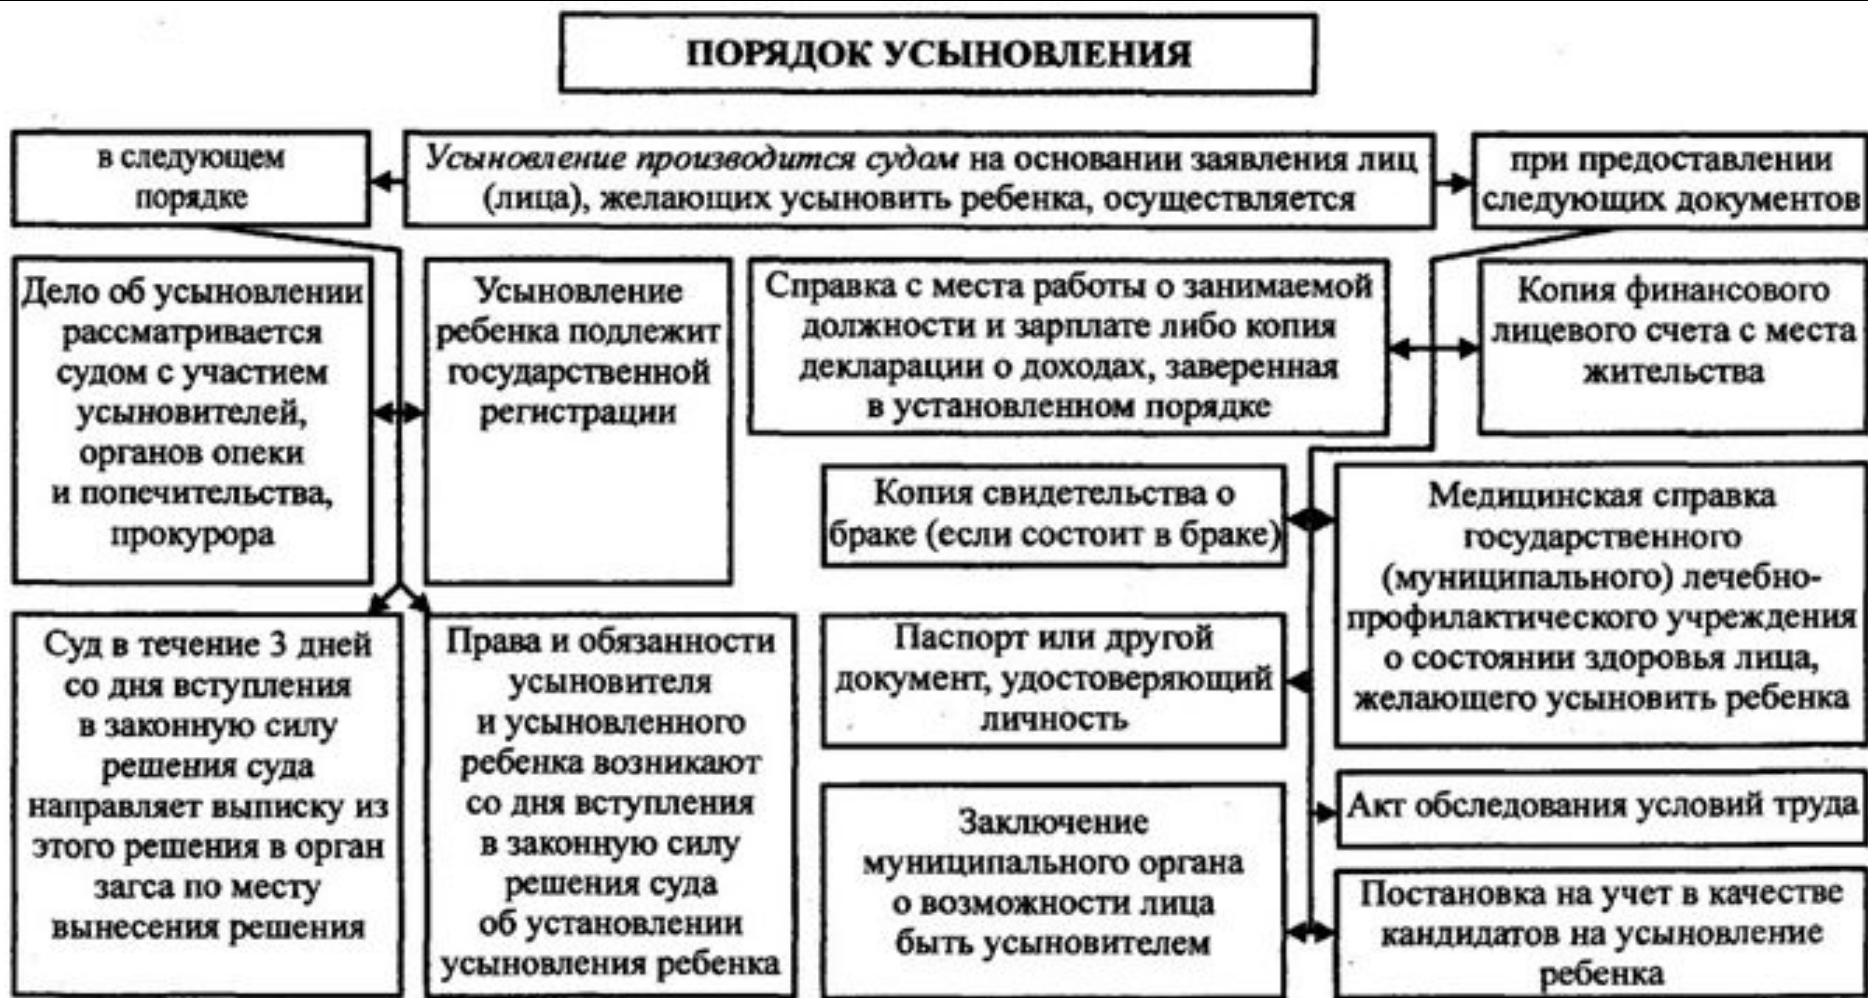 ПОРЯДОК УСЫНОВЛЕНИЯ
в следующем
порядке
Усыновление производится судом на основании заявления лиц
(лица), желающих усыновить ребенка, осуществляется
при предоставлении
следующих документов
Дело об усыновлении
рассматривается
судом с участием
усыновителей,
органов опеки
и попечительства,
прокурора
Усыновление
ребенка подлежит
государственной
регистрации
Справка с места работы о занимаемой
должности и зарплате либо копия
декларации о доходах, заверенная
в установленном порядке
Копия финансового
лицевого счета с места
жительства
Копия свидетельства о
браке (если состоит в браке)
Медицинская справка
государственного
(муниципального) лечебно-
профилактического учреждения
о состоянии здоровья лица,
желающего усыновить ребенка
Суд в течение 3 дней
со дня вступления
в законную силу
решения суда
направляет выписку из
этого решения в орган
загса по месту
вынесения решения
Права и обязанности
усыновителя
и усыновленного
ребенка возникают
со дня вступления
в законную силу
решения суда
об установлении
усыновления ребенка
Паспорт или другой
документ, удостоверяющий
личность
Акт обследования условий труда
Заключение
муниципального органа
о возможности лица
быть усыновителем
Постановка на учет в качестве
кандидатов на усыновление
ребенка